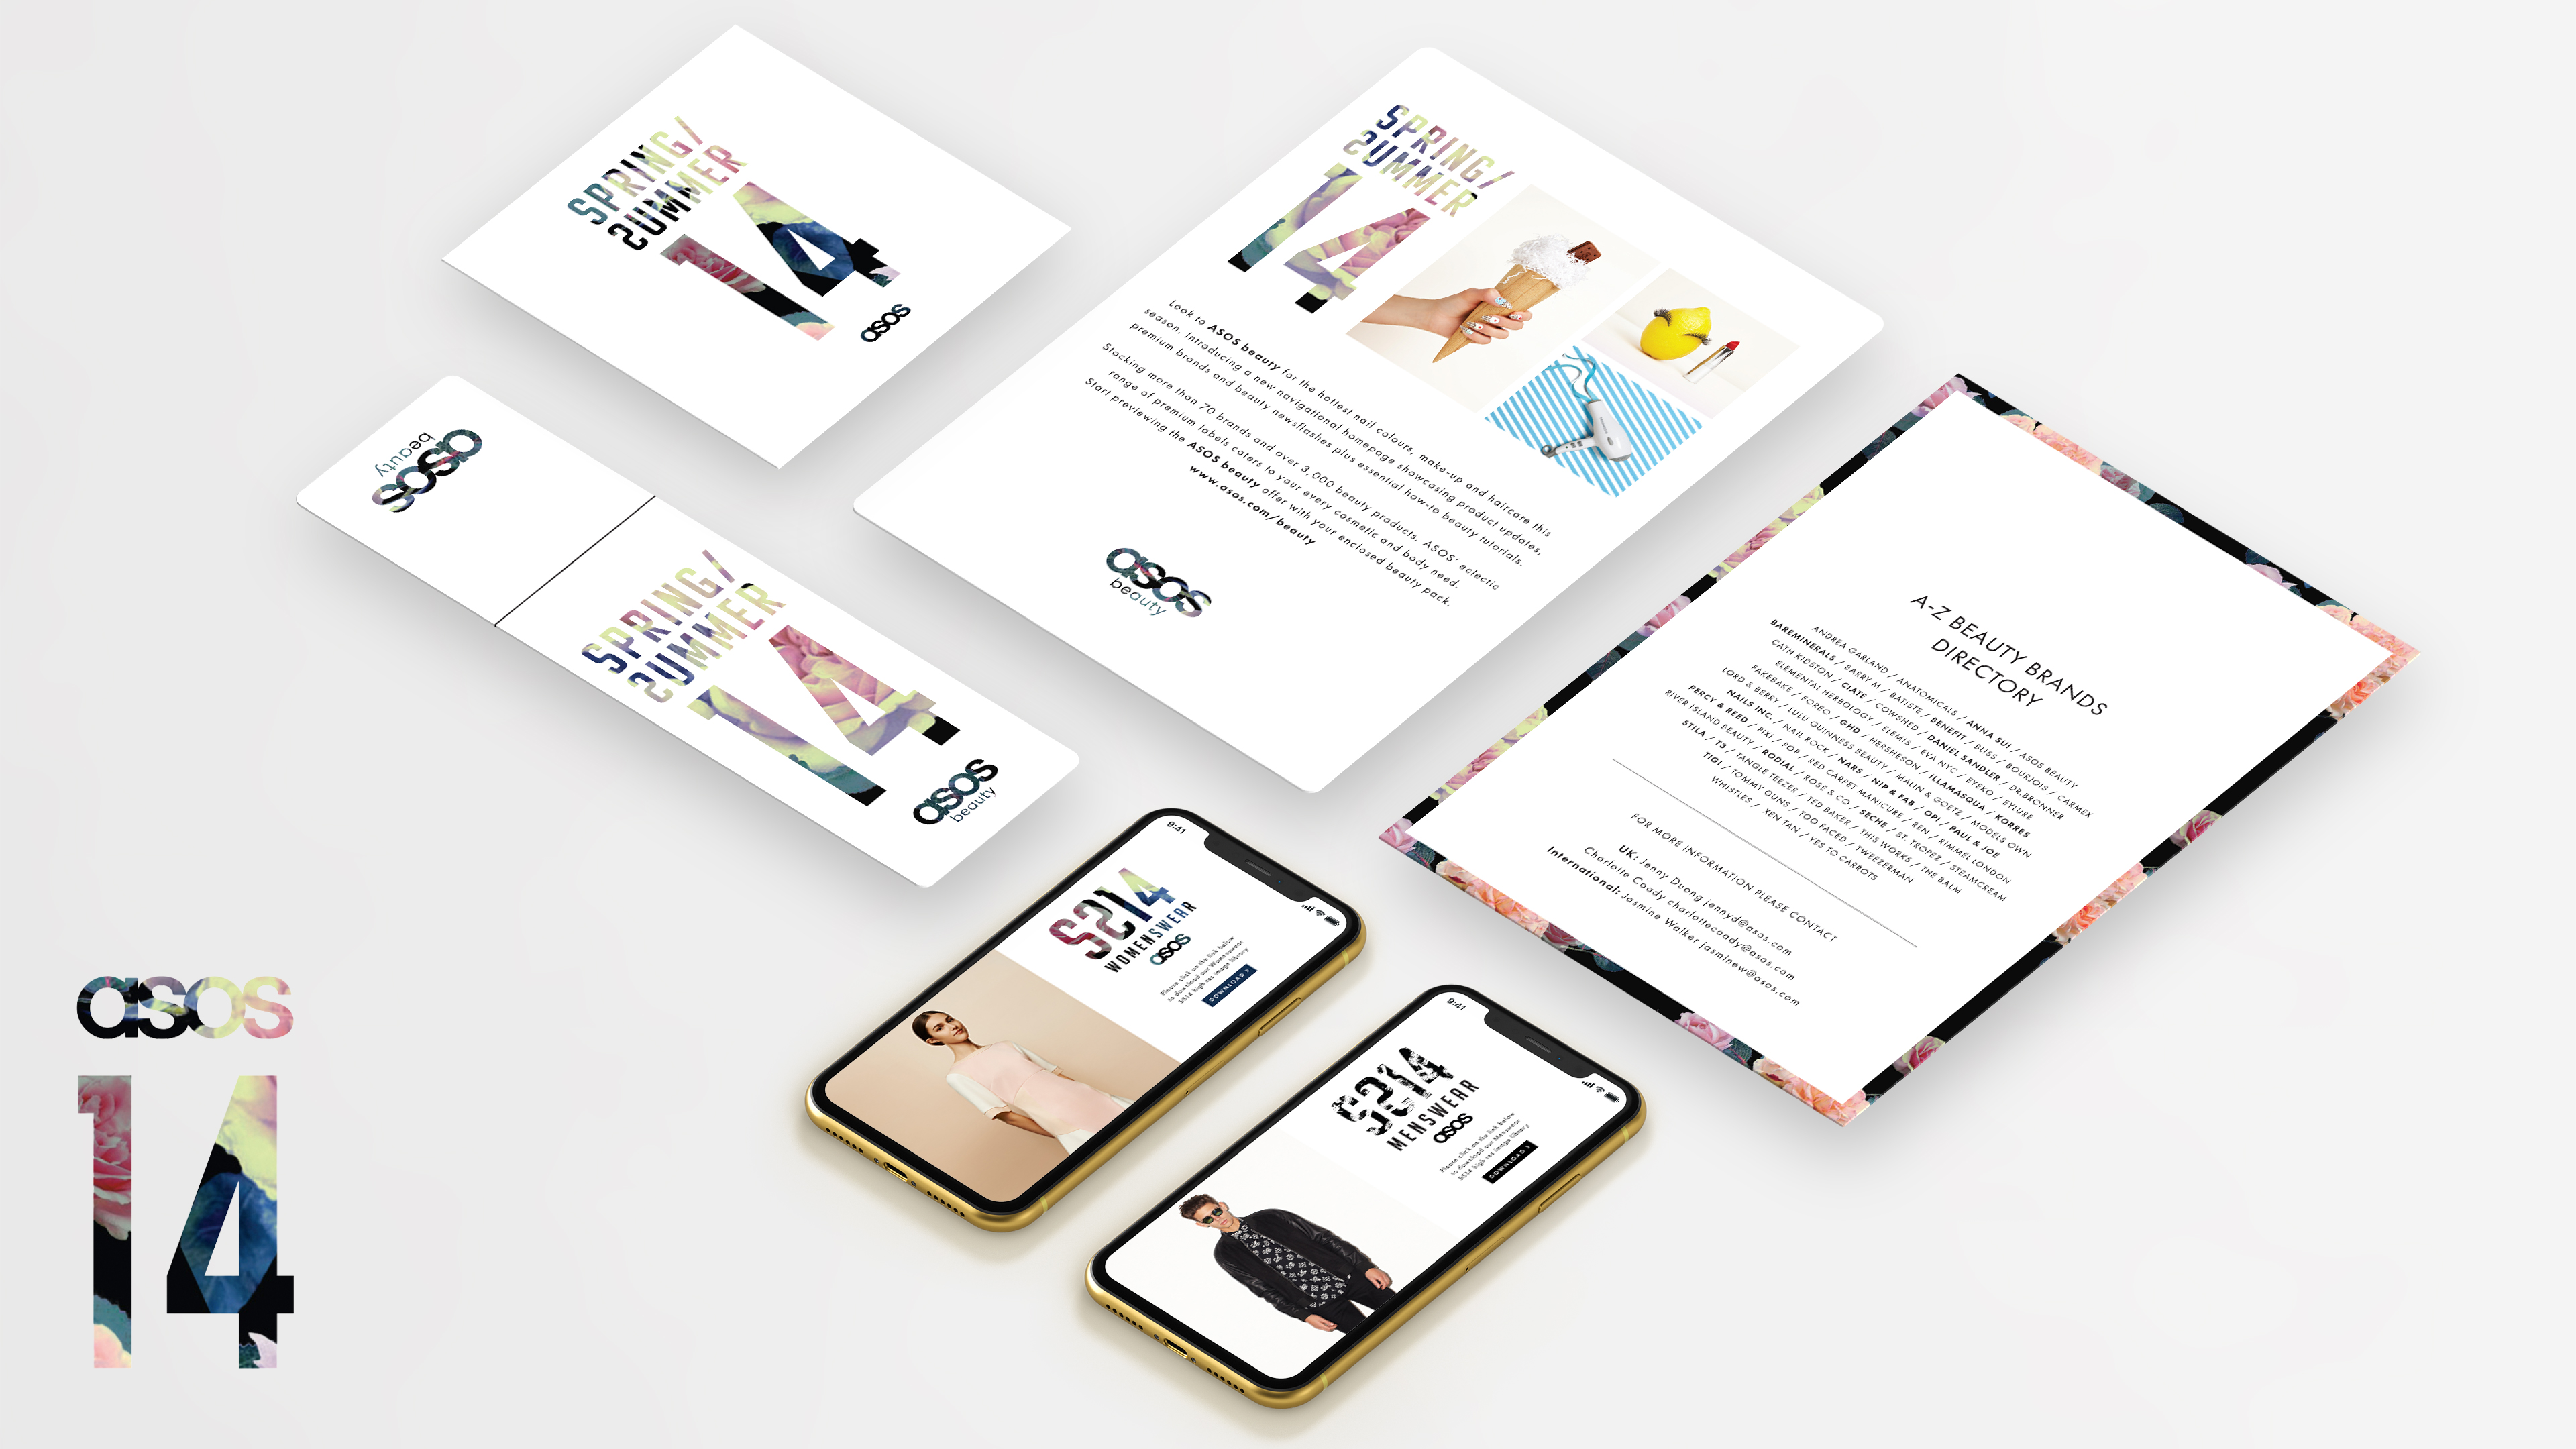 SPRING/
SUMMER
14
asos
SPRING/
SUMMER
14
Look to ASOS beauty for the hottest nail colours, make-up and haircare this
season. Introducing a new navigational homepage showcasing product updates,
premium brands and beauty newsflashes plus essential how-to beauty tutorials.
Stocking more than 70 brands and over 3,000 beauty products, ASOS' eclectic
range of premium labels caters to your every cosmetic and body need.
Start previewing the ASOS beauty offer with your enclosed beauty pack.
www.asos.com/beauty
asos
beauty
asos
beauty
SPRING/
SUMMER
14
asos
beauty
A-Z BEAUTY BRANDS
DIRECTORY
ANDREA GARLAND / ANATOMICALS / ANNA SUI / ASOS BEAUTY
BAREMINERALS / BARRY M / BATISTE / BENEFIT / BLISS / BOURJOIS / CARMEX
CATH KIDSTON / CIATE / COWSHED / DANIEL SANDLER / DR.BRONNER
ELEMENTAL HERBOLOGY / ELEMIS / EVA NYC / EYEKO / EYLURE
FAKEBAKE / FOREO / GHD / HERSHESON / ILLAMASQUA / KORRES
LORD & BERRY / LULU GUINNESS BEAUTY / MALIN & GOETZ / MODELS OWN
NAILS INC. / NAIL ROCK / NARS / NIP & FAB / OPI / PAUL & JOE
PERCY & REED / PIXI / POP / RED CARPET MANICURE / REN / RIMMEL LONDON
RIVER ISLAND BEAUTY / RODIAL / ROSE & CO / SECHE / ST. TROPEZ / STEAMCREAM
STILA / T3 / TANGLE TEEZER / TED BAKER / THIS WORKS / THE BALM
TIGI / TOMMY GUNS / TOO FACED / TWEEZERMAN
WHISTLES / XEN TAN / YES TO CARROTS
FOR MORE INFORMATION PLEASE CONTACT
UK: Jenny Duong jennyd@asos.com
Charlotte Coady charlottecoady@asos.com
International: Jasmine Walker jasminew@asos.com
9:41
SS14
WOMENSWEAR
asos
Please click on the link below
to download our Womenswear
SS14 high res image library
DOWNLOAD >
9:41
SS14
MENSWEAR
asos
Please click on the link below
to download our Menswear
SS14 high res image library
DOWNLOAD >
asos
14